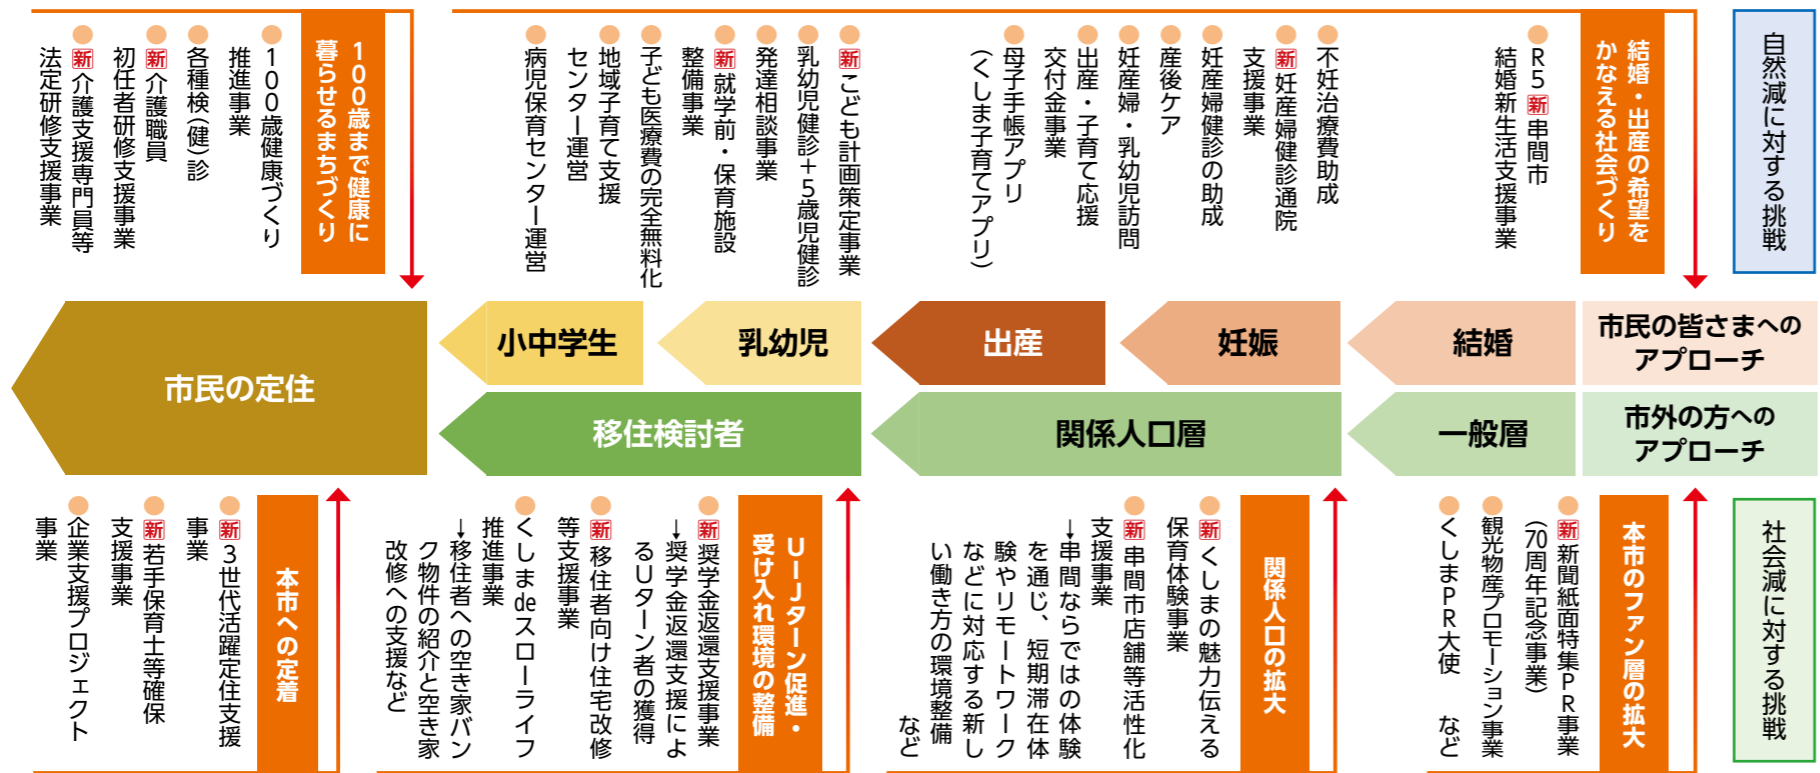 自然減に対する挑戦
結婚・出産の希望を
かなえる社会づくり
R5新串間市
結婚新生活支援事業
不妊治療費助成
新妊産婦健診通院
支援事業
妊産婦健診の助成
産後ケア
妊産婦・乳幼児訪問
出産・子育て応援
交付金事業
母子手帳アプリ
(くしま子育てアプリ)
新こども計画策定事業
乳幼児健診+5歳児健診
発達相談事業
新就学前・保育施設
整備事業
子ども医療費の完全無料化
地域子育て支援
センター運営
病児保育センター運営
100歳まで健康に
暮らせるまちづくり
100歳健康づくり
推進事業
各種検(健)診
新介護職員
初任者研修支援事業
新介護支援専門員等
法定研修支援事業
市民の皆さまへの
アプローチ
結婚
妊娠
出産
乳幼児
小中学生
市民の定住
市外の方への
アプローチ
一般層
関係人口層
移住検討者
社会減に対する挑戦
本市のファン層の拡大
新新聞紙面特集PR事業
(70周年記念事業)
観光物産プロモーション事業
くしまPR大使 など
関係人口の拡大
新くしまの魅力伝える
保育体験事業
新串間市店舗等活性化
支援事業
→串間ならではの体験
を通じ、短期滞在体
験やリモートワーク
などに対応する新し
い働き方の環境整備
など
UIJターン促進・
受け入れ環境の整備
新奨学金返還支援事業
→奨学金返還支援によ
るUターン者の獲得
新移住者向け住宅改修
等支援事業
くしまdeスローライフ
推進事業
→移住者への空き家バン
ク物件の紹介と空き家
改修への支援など
本市への定着
新3世代活躍定住支援
事業
新若手保育士等確保
支援事業
企業支援プロジェクト
事業